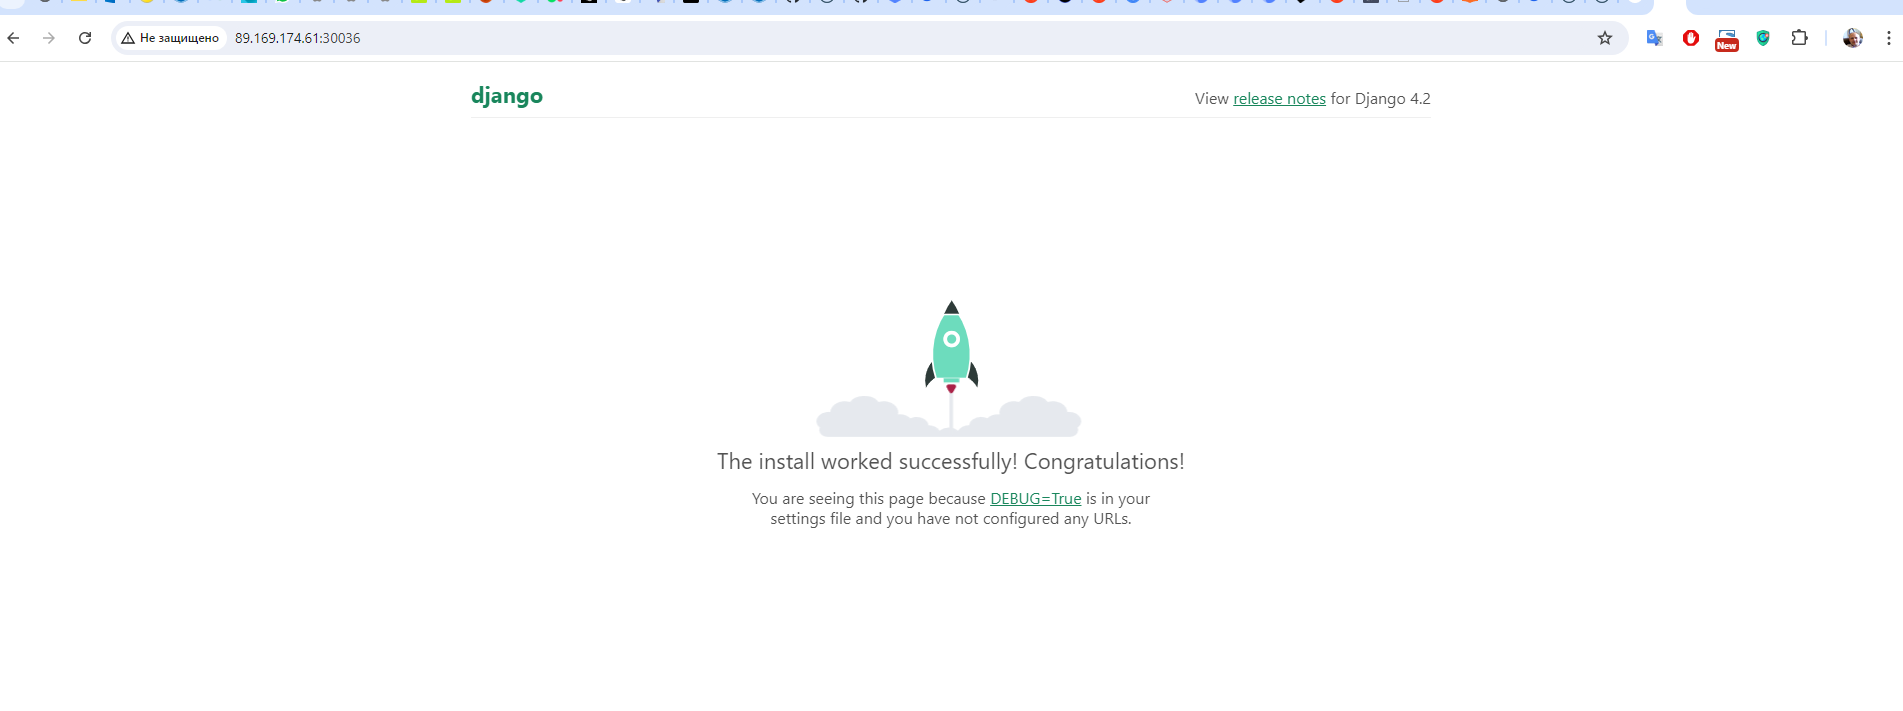 Не защищено 89.169.174.61:30036
New
django
View release notes for Django 4.2
The install worked successfully! Congratulations!
You are seeing this page because DEBUG=True is in your
settings file and you have not configured any URLs.